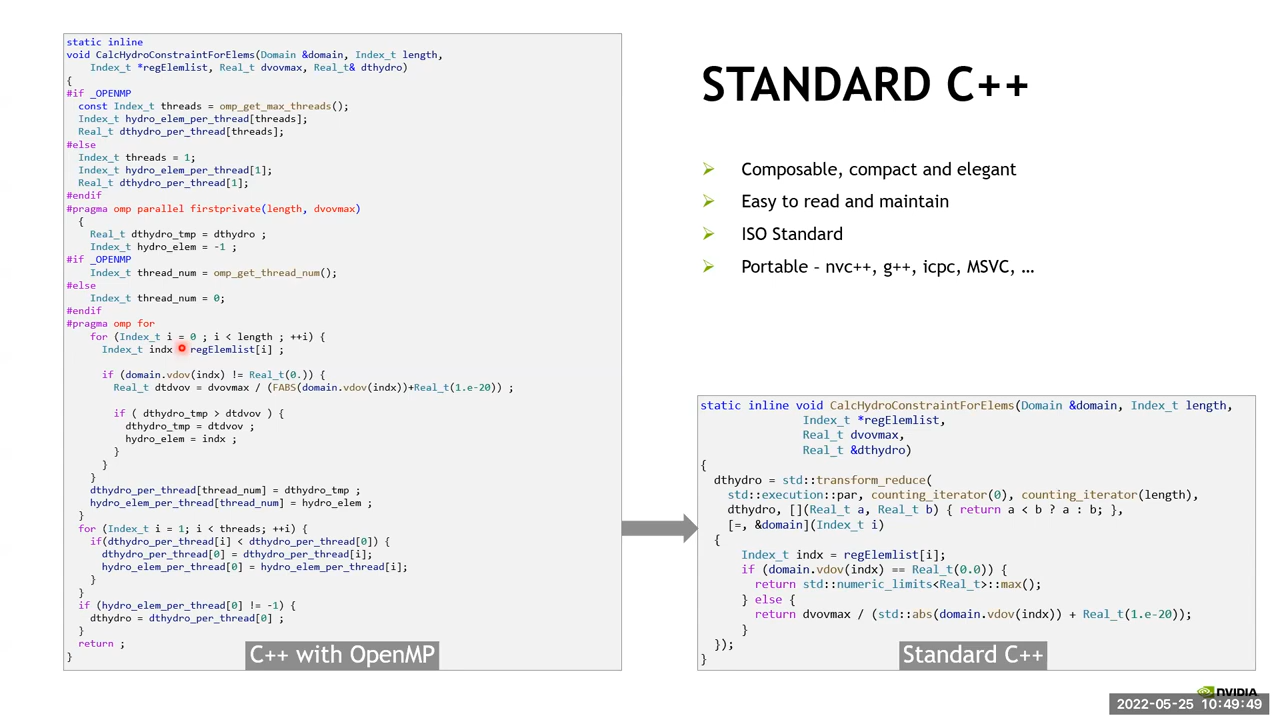 static inline
void CalcHydroConstraintForElems(Domain &domain, Index_t length,
    Index_t *regElemlist, Real_t dvovmax, Real_t& dthydro)
{
#if _OPENMP
  const Index_t threads = omp_get_max_threads();
  Index_t hydro_elem_per_thread[threads];
  Real_t dthydro_per_thread[threads];
#else
  Index_t threads = 1;
  Index_t hydro_elem_per_thread[1];
  Real_t dthydro_per_thread[1];
#endif
#pragma omp parallel firstprivate(length, dvovmax)
  {
    Real_t dthydro_tmp = dthydro ;
    Index_t hydro_elem = -1 ;
#if _OPENMP
    Index_t thread_num = omp_get_thread_num();
#else
    Index_t thread_num = 0;
#endif
#pragma omp for
    for (Index_t i = 0 ; i < length ; ++i) {
      Index_t indx regElemlist[i] ;
      if (domain.vdov(indx) != Real_t(0.)) {
        Real_t dtdvov = dvovmax / (FABS(domain.vdov(indx))+Real_t(1.e-20)) ;
        if ( dthydro_tmp > dtdvov ) {
          dthydro_tmp = dtdvov ;
          hydro_elem = indx ;
        }
      }
    }
    dthydro_per_thread[thread_num] = dthydro_tmp ;
    hydro_elem_per_thread[thread_num] = hydro_elem ;
  }
  for (Index_t i = 1; i < threads; ++i) {
    if(dthydro_per_thread[i] < dthydro_per_thread[0]) {
      dthydro_per_thread[0] = dthydro_per_thread[i];
      hydro_elem_per_thread[0] = hydro_elem_per_thread[i];
    }
  }
  if (hydro_elem_per_thread[0] != -1) {
    dthydro = dthydro_per_thread[0] ;
  }
  return ;
}
C++ with OpenMP
STANDARD C++
➢ Composable, compact and elegant
➢ Easy to read and maintain
➢ ISO Standard
➢ Portable – nvc++, g++, icpc, MSVC, …
static inline void CalcHydroConstraintForElems(Domain &domain, Index_t length,
               Index_t *regElemlist,
               Real_t dvovmax,
               Real_t &dthydro)
{
  dthydro = std::transform_reduce(
    std::execution::par, counting_iterator(0), counting_iterator(length),
    dthydro, [](Real_t a, Real_t b) { return a < b ? a : b; },
    [=, &domain](Index_t i)
  {
      Index_t indx = regElemlist[i];
      if (domain.vdov(indx) == Real_t(0.0)) {
        return std::numeric_limits<Real_t>::max();
      } else {
        return dvovmax / (std::abs(domain.vdov(indx)) + Real_t(1.e-20));
      }
  });
}
Standard C++
NVIDIA
2022-05-25 10:49:49